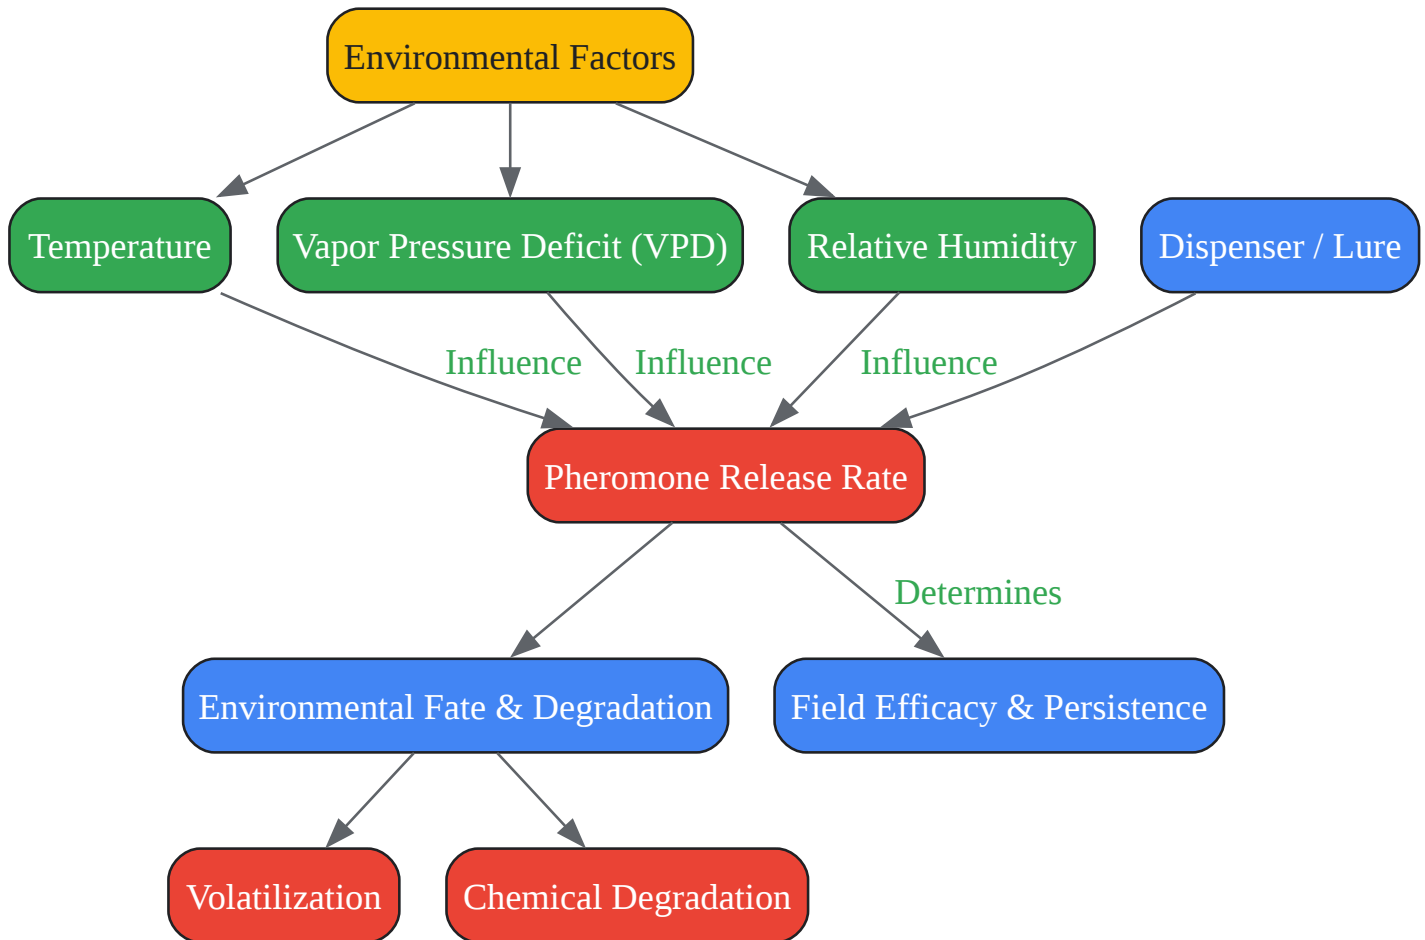 Environmental Factors
Temperature
Vapor Pressure Deficit (VPD)
Relative Humidity
Dispenser / Lure
Influence
Influence
Influence
Pheromone Release Rate
Determines
Environmental Fate & Degradation
Field Efficacy & Persistence
Volatilization
Chemical Degradation